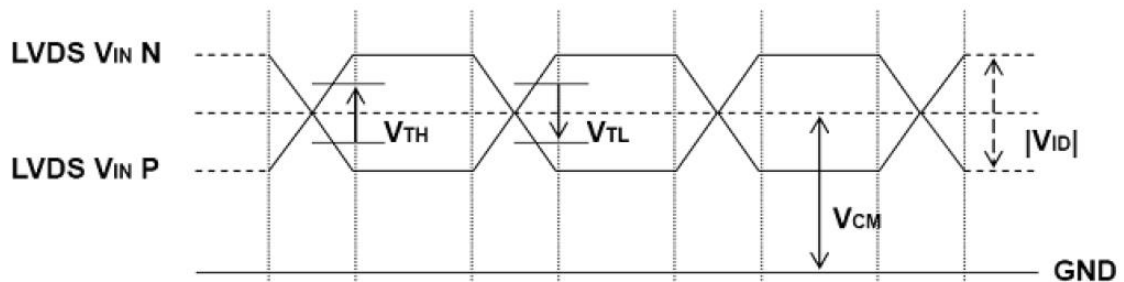 LVDS VIN N
VTH
VTL
|VID|
LVDS VIN P
VCM
GND